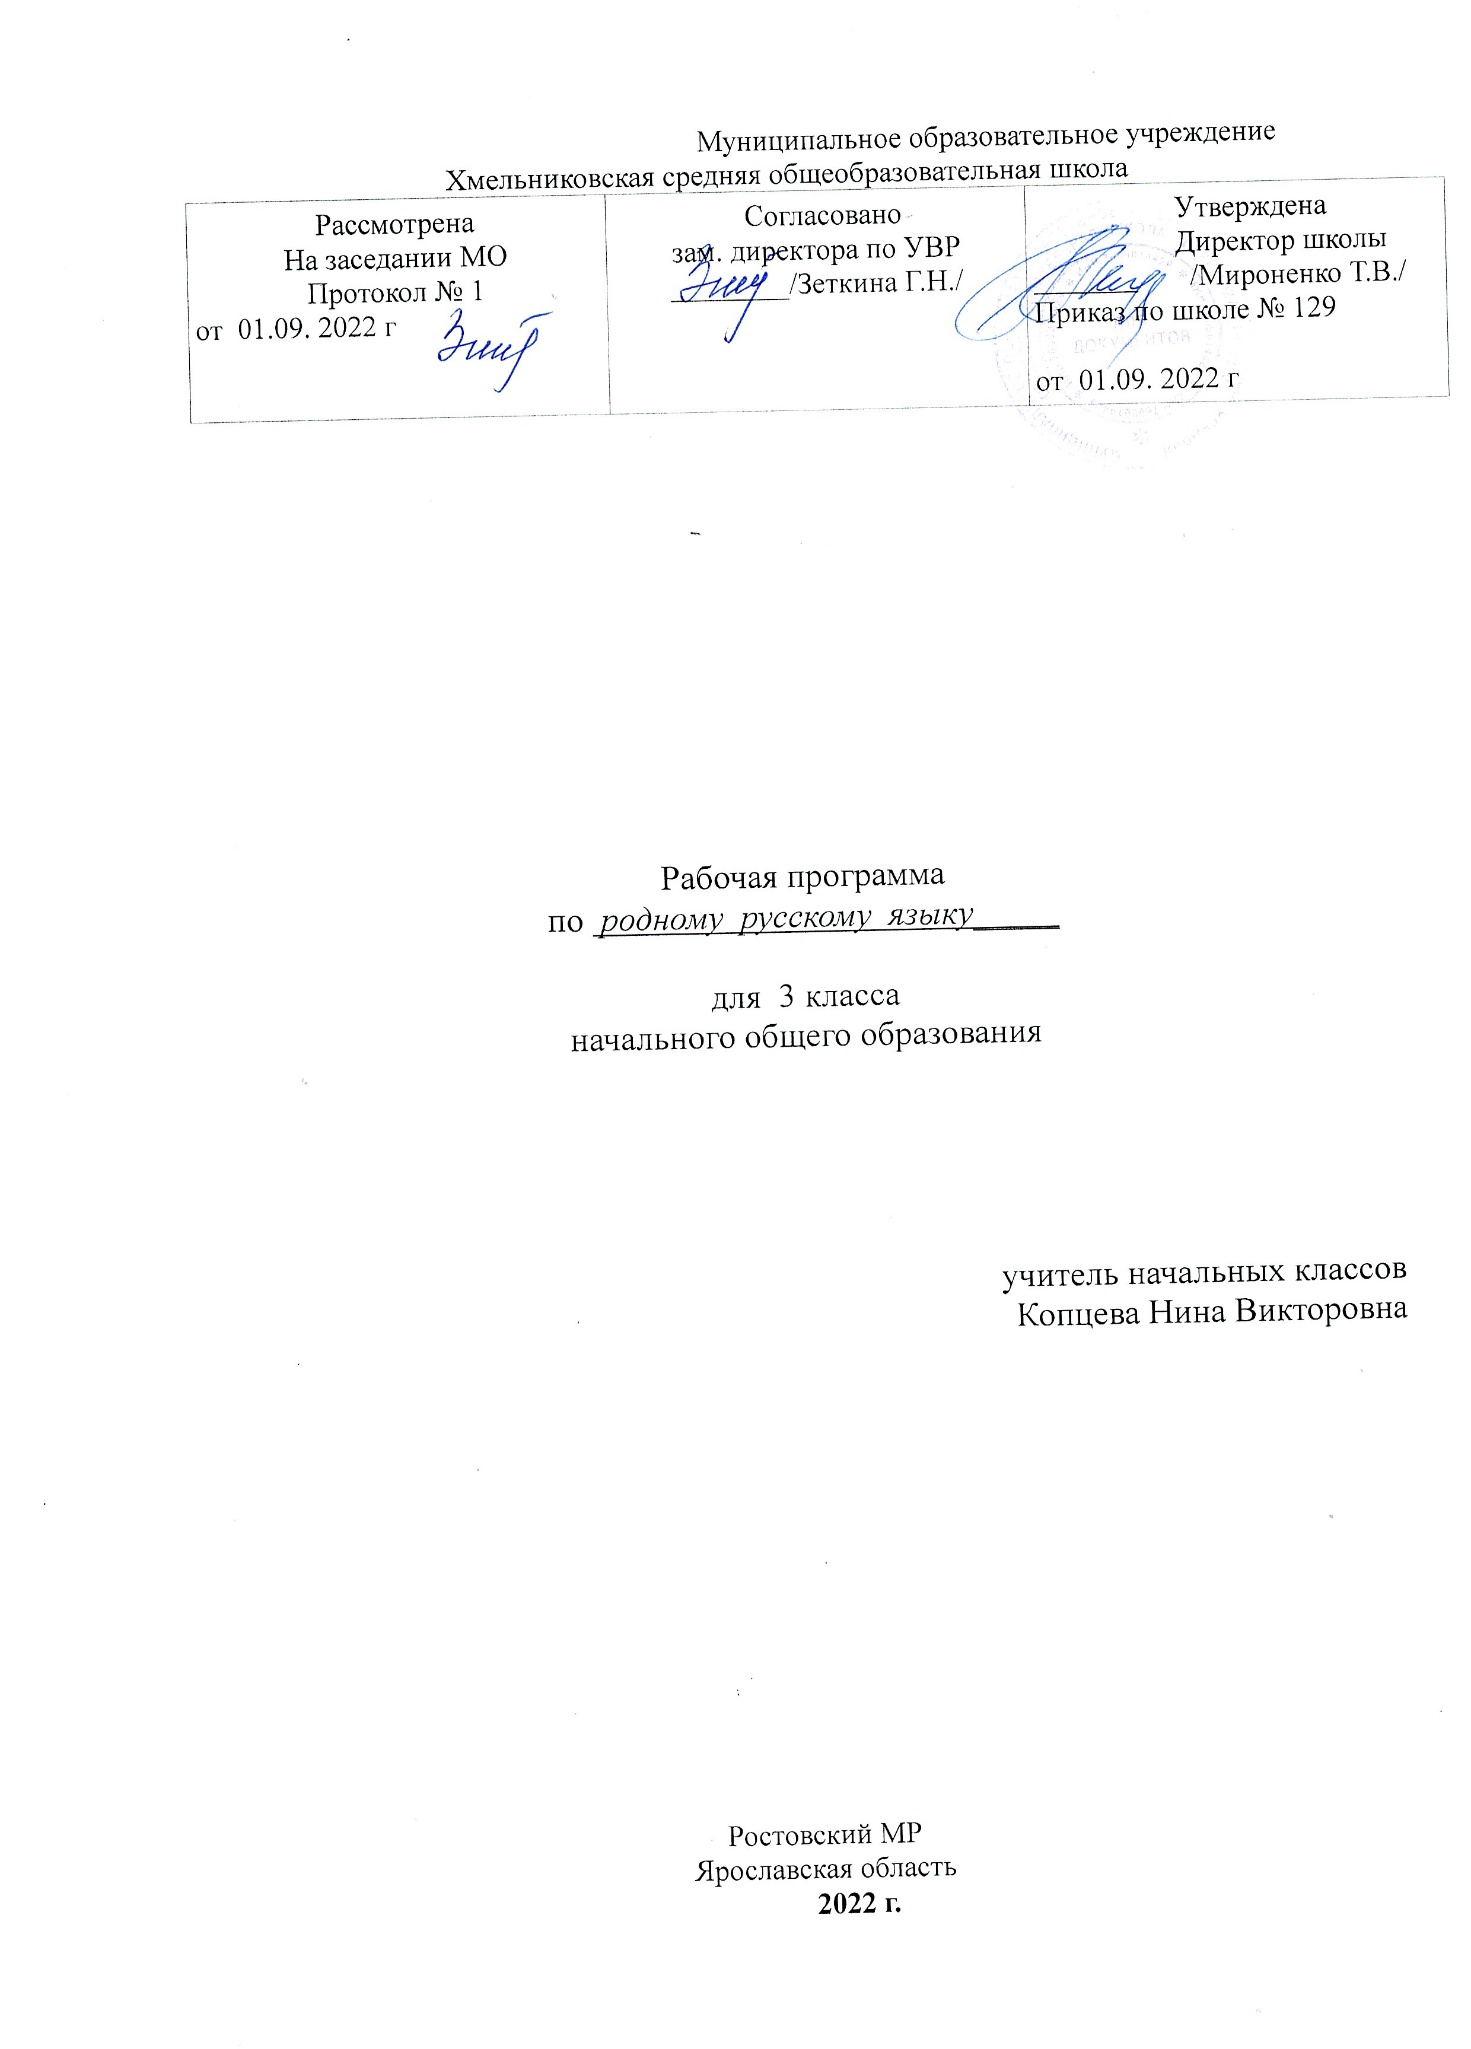 Муниципальное образовательное учреждение
Хмельниковская средняя общеобразовательная школа
Рассмотрена
На заседании МО
Протокол № 1
от 01.09. 2022 г
Согласовано
зам. директора по УВР
________/Зеткина Г.Н./
Утверждена
Директор школы
_______ /Мироненко Т.В./
Приказ по школе № 129
от 01.09. 2022 г
Рабочая программа
по родному русскому языку_____
для 3 класса
начального общего образования
учитель начальных классов
Копцева Нина Викторовна
Ростовский МР
Ярославская область
2022 г.